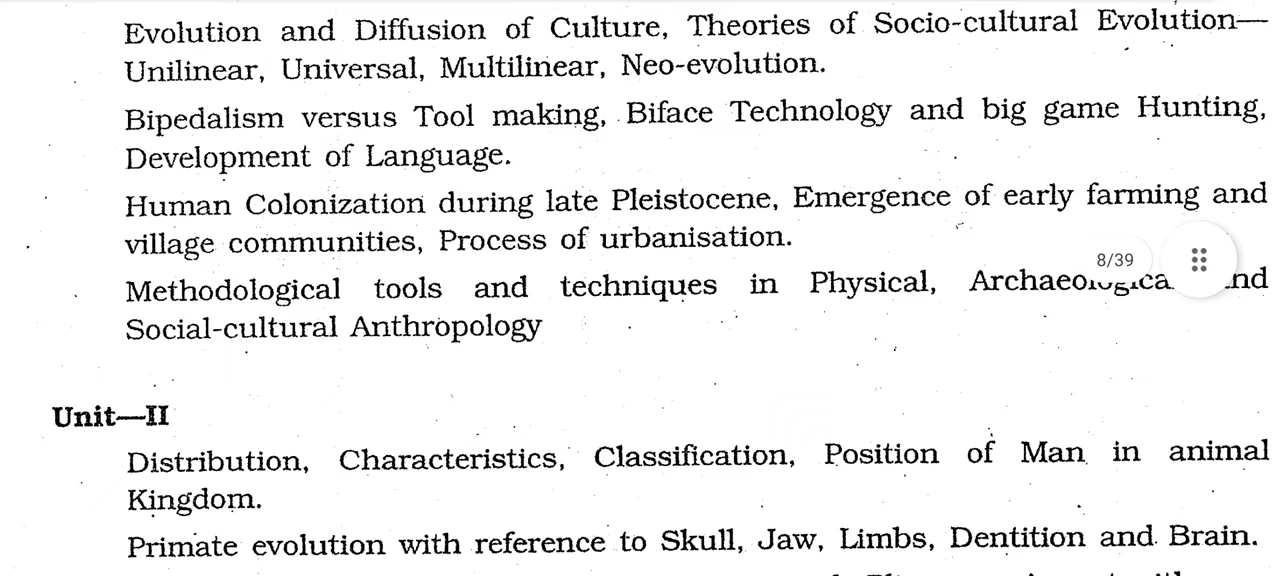 Evolution and Diffusion of Culture, Theories of Socio-cultural Evolution—
Unilinear, Universal, Multilinear, Neo-evolution.
Bipedalism versus Tool making, Biface Technology and big game Hunting,
Development of Language.
Human Colonization during late Pleistocene, Emergence of early farming and
village communities, Process of urbanisation.
8/39
Methodological tools and techniques in Physical,
Social-cultural Anthropology
Unit—II
Distribution, Characteristics, Classification, Position of Man in animal
Kingdom.
Primate evolution with reference to Skull, Jaw, Limbs, Dentition and Brain.